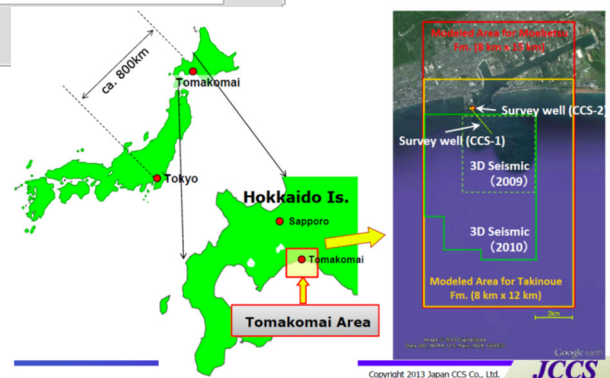 ca. 800km
Tomakomai
Tokyo
Hokkaido Is.
Sapporo
Tomakomai
Tomakomai Area
Modeled Area for Moebetsu
Fm. (8 km x 15 km)
Survey well (CCS-2)
Survey well (CCS-1)
3D Seismic
(2009)
3D Seismic
(2010)
Modeled Area for Takinoue
Fm. (8 km x 12 km)
2km
Google earth
Copyright 2013 Japan CCS Co., Ltd.
JCCS